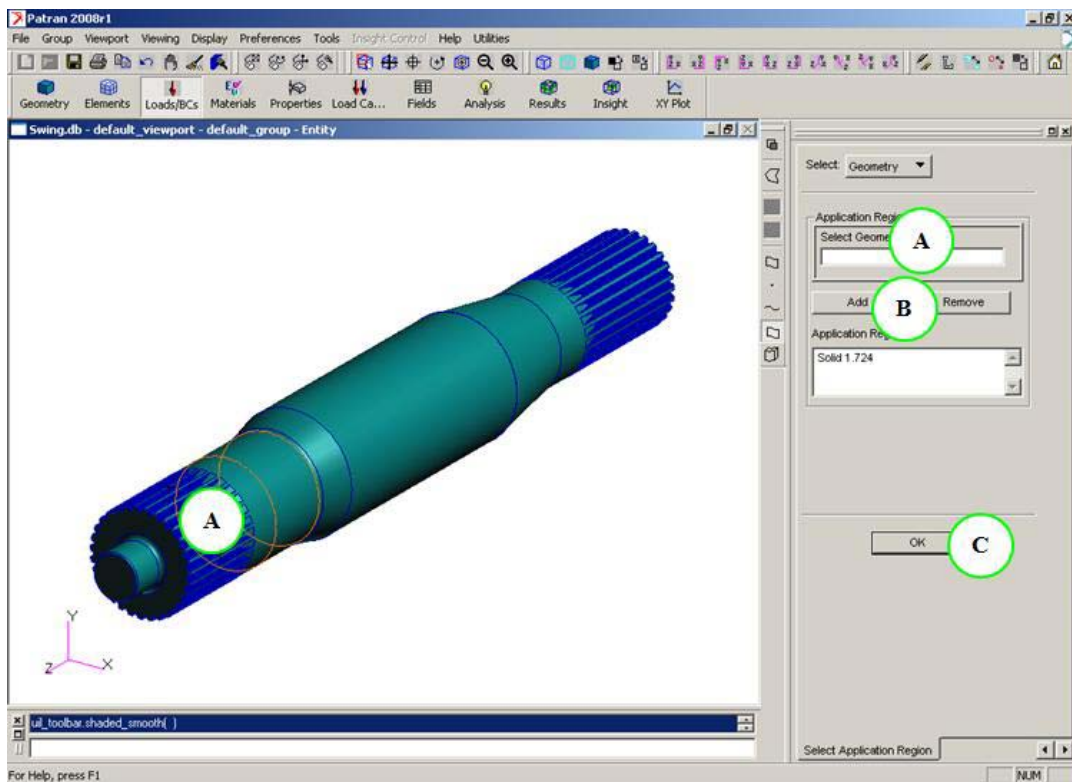 Patran 2008r1
File Group Viewport Viewing Display Preferences Tools Insight Control Help Utilities
Geometry Elements Loads/BCs Materials Properties Load Ca... Fields Analysis Results Insight XY Plot
Swing.db - default_viewport - default_group - Entity
Select: Geometry
Application Regi
Select Geome
A
Add
B
Remove
Application Reg
Solid 1.724
A
OK
C
Y
Z
X
uil_toolbar.shaded_smooth( )
Select Application Region
For Help, press F1
NUM